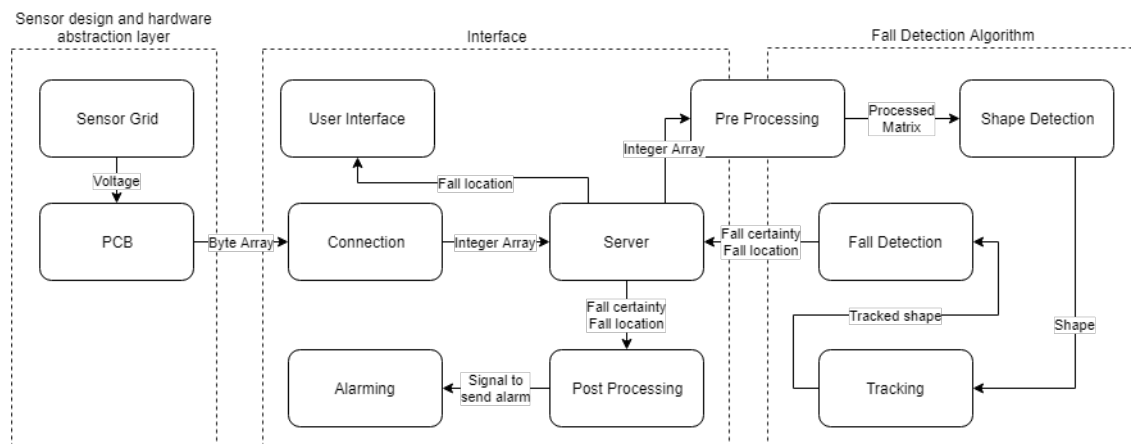 Sensor design and hardware
abstraction layer
Interface
Fall Detection Algorithm
Sensor Grid
User Interface
Pre Processing
Processed
Matrix
Shape Detection
Integer Array
Voltage
Fall location
PCB
Byte Array
Connection
Integer Array
Server
Fall certainty
Fall location
Fall Detection
Fall certainty
Fall location
Tracked shape
Shape
Alarming
Signal to
send alarm
Post Processing
Tracking